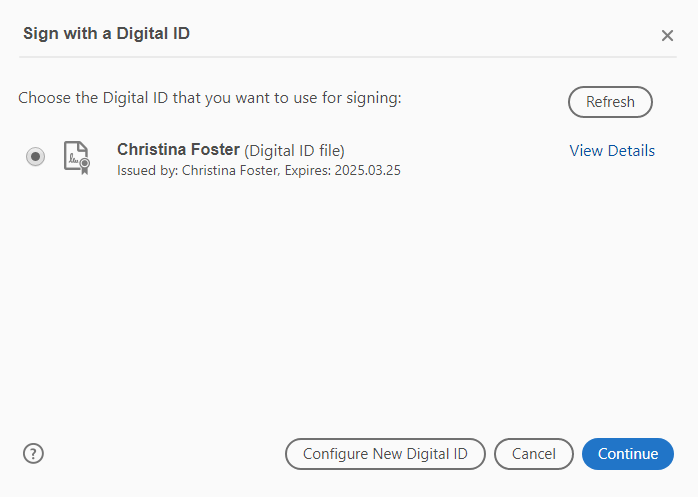 Sign with a Digital ID
Choose the Digital ID that you want to use for signing:
Refresh
Christina Foster (Digital ID file)
View Details
Issued by: Christina Foster, Expires: 2025.03.25
?
Configure New Digital ID
Cancel
Continue